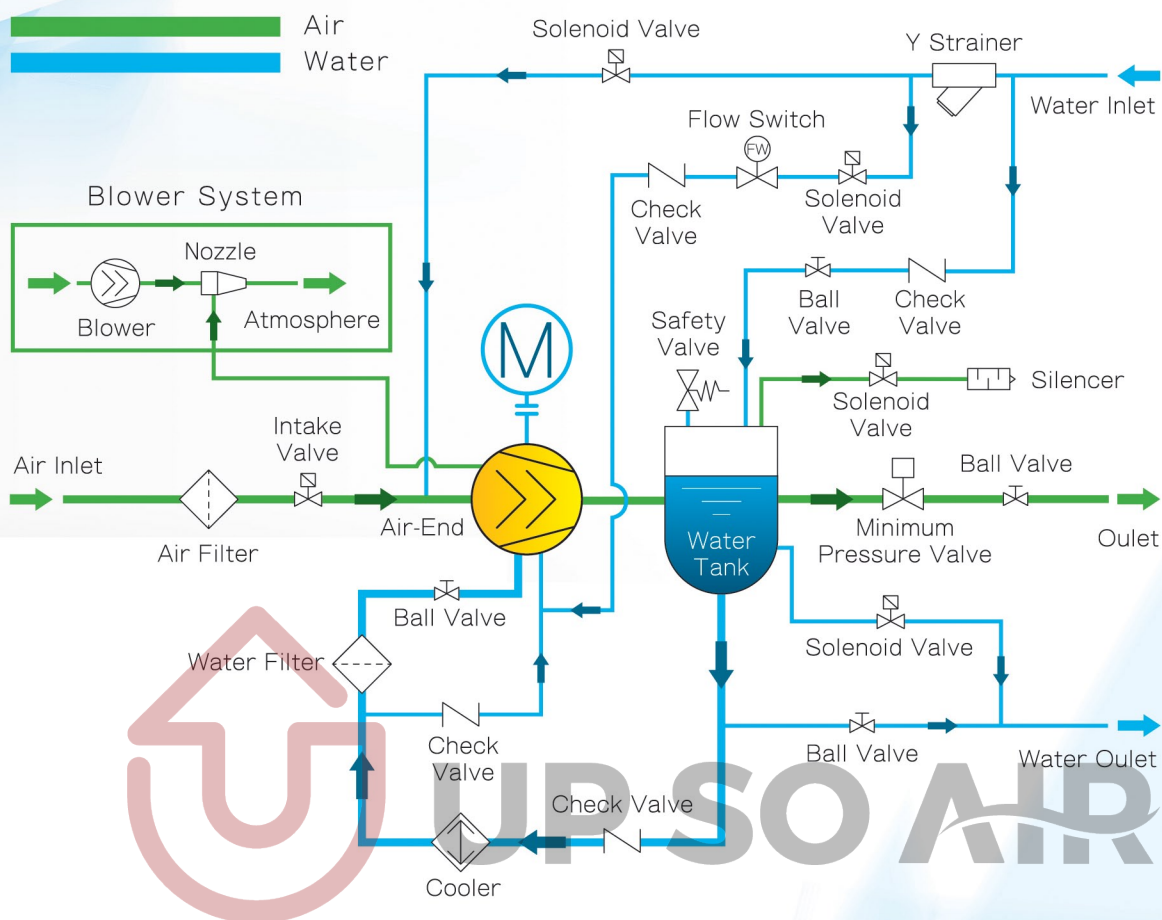 Air
Water
Solenoid Valve
Y Strainer
Water Inlet
Flow Switch
FW
Check
Valve
Solenoid
Valve
Blower System
Nozzle
Blower
Atmosphere
Ball
Valve
Check
Valve
M
Safety
Valve
Silencer
Solenoid
Valve
Intake
Valve
Air Inlet
Air Filter
Air-End
Water
Tank
Ball Valve
Minimum
Pressure Valve
Oulet
Ball Valve
Water Filter
Solenoid Valve
Check
Valve
Ball Valve
Water Oulet
Check Valve
Cooler
UP SO AIR